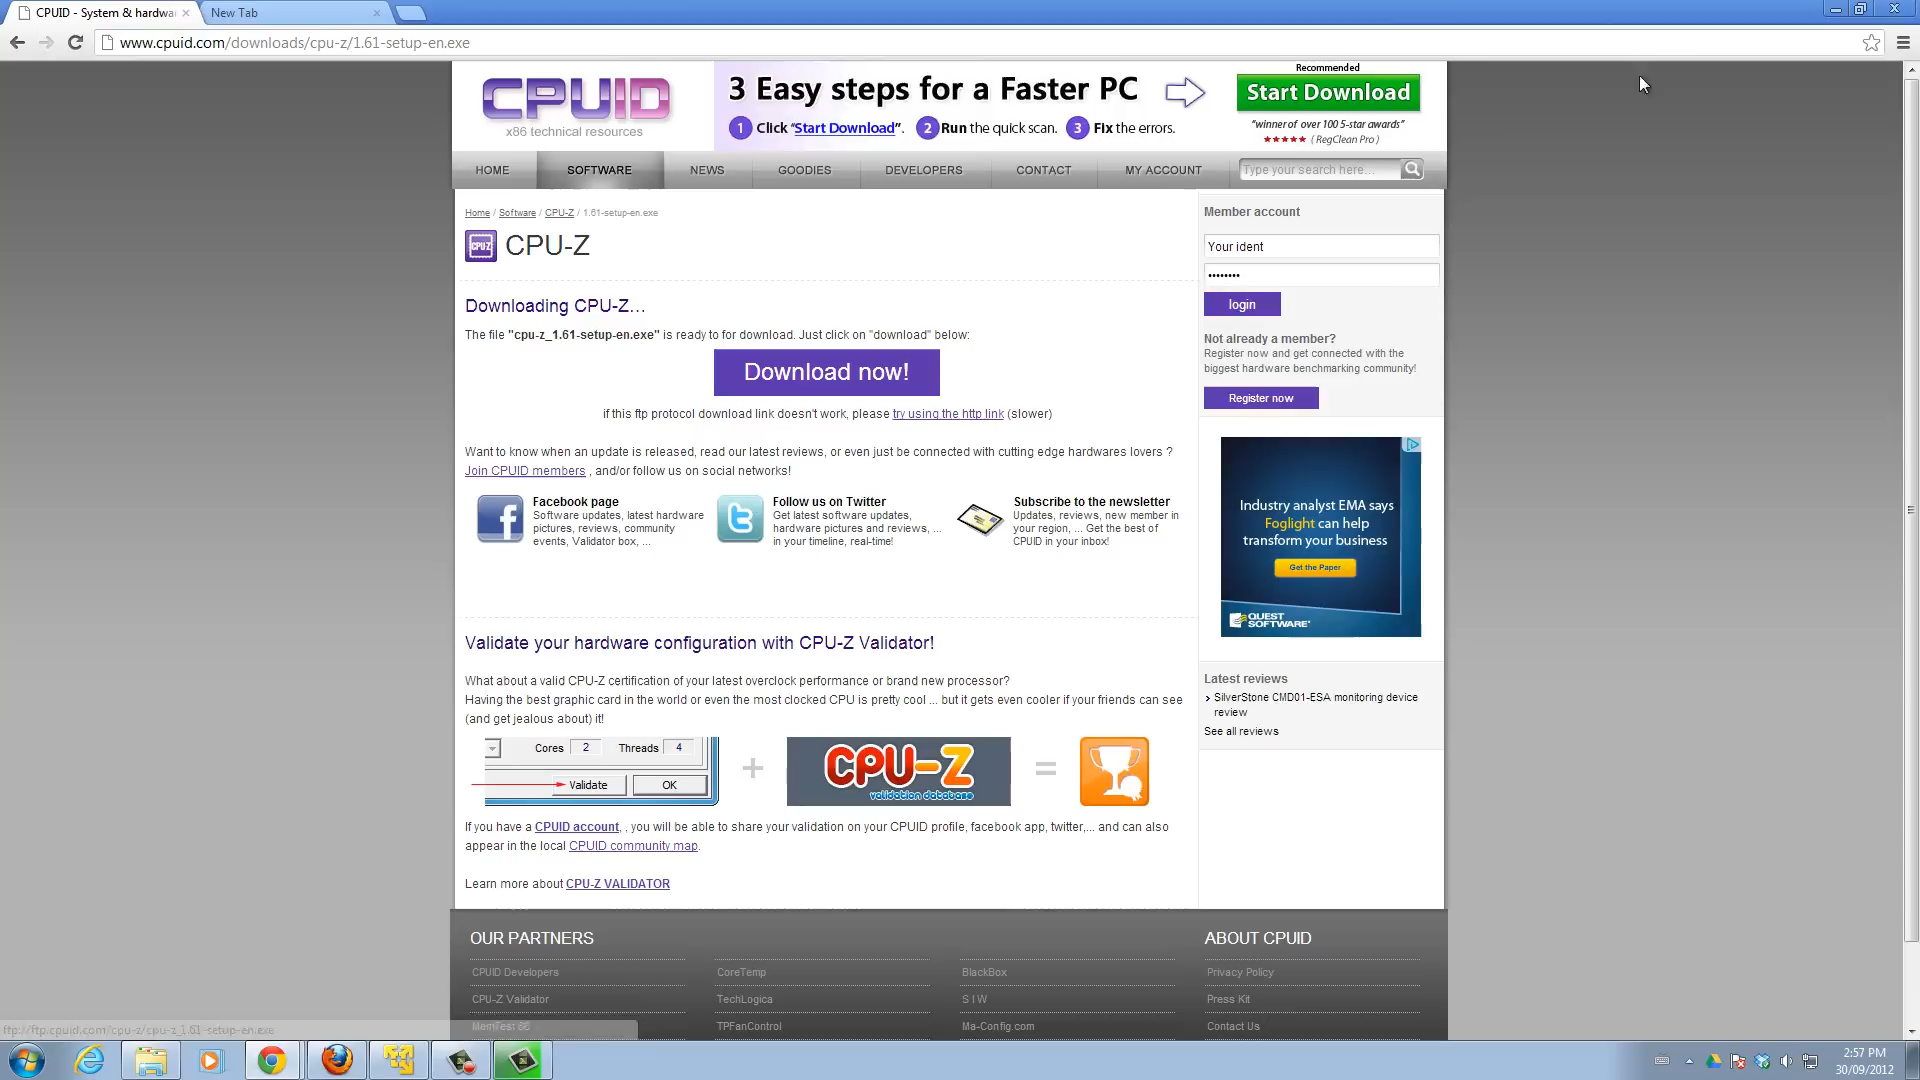 CPUID - System & hardwa
New Tab
www.cpuid.com/downloads/cpu-z/1.61-setup-en.exe
CPUID
x86 technical resources
3 Easy steps for a Faster PC
1 Click “Start Download”. 2 Run the quick scan. 3 Fix the errors.
Recommended
Start Download
“winner of over 100 5-star awards”
★★★★★ ( RegClean Pro )
HOME SOFTWARE NEWS GOODIES DEVELOPERS CONTACT MY ACCOUNT Type your search here...
Home / Software / CPU-Z / 1.61-setup-en.exe
CPU-Z CPU-Z
Downloading CPU-Z...
The file "cpu-z_1.61-setup-en.exe" is ready to for download. Just click on "download" below:
Download now!
if this ftp protocol download link doesn't work, please try using the http link (slower)
Want to know when an update is released, read our latest reviews, or even just be connected with cutting edge hardwares lovers ?
Join CPUID members , and/or follow us on social networks!
Facebook page
Software updates, latest hardware
pictures, reviews, community
events, Validator box, ...
Follow us on Twitter
Get latest software updates,
hardware pictures and reviews, ...
in your timeline, real-time!
Subscribe to the newsletter
Updates, reviews, new member in
your region, ... Get the best of
CPUID in your inbox!
Validate your hardware configuration with CPU-Z Validator!
What about a valid CPU-Z certification of your latest overclock performance or brand new processor?
Having the best graphic card in the world or even the most clocked CPU is pretty cool ... but it gets even cooler if your friends can see
(and get jealous about) it!
Cores 2 Threads 4
Validate OK
+
CPU-Z
validation database
=
If you have a CPUID account, , you will be able to share your validation on your CPUID profile, facebook app, twitter,... and can also
appear in the local CPUID community map.
Learn more about CPU-Z VALIDATOR
Member account
Your ident
••••••••
login
Not already a member?
Register now and get connected with the
biggest hardware benchmarking community!
Register now
Industry analyst EMA says
Foglight can help
transform your business
Get the Paper
QUEST
SOFTWARE
Latest reviews
SilverStone CMD01-ESA monitoring device
review
See all reviews
OUR PARTNERS
ABOUT CPUID
CPUID Developers CoreTemp BlackBox Privacy Policy
CPU-Z Validator TechLogica S I W Press Kit
MemTest 86 TPFanControl Ma-Config.com Contact Us
ftp://ftp.cpuid.com/cpu-z/cpu-z_1.61-setup-en.exe
2:57 PM
30/09/2012